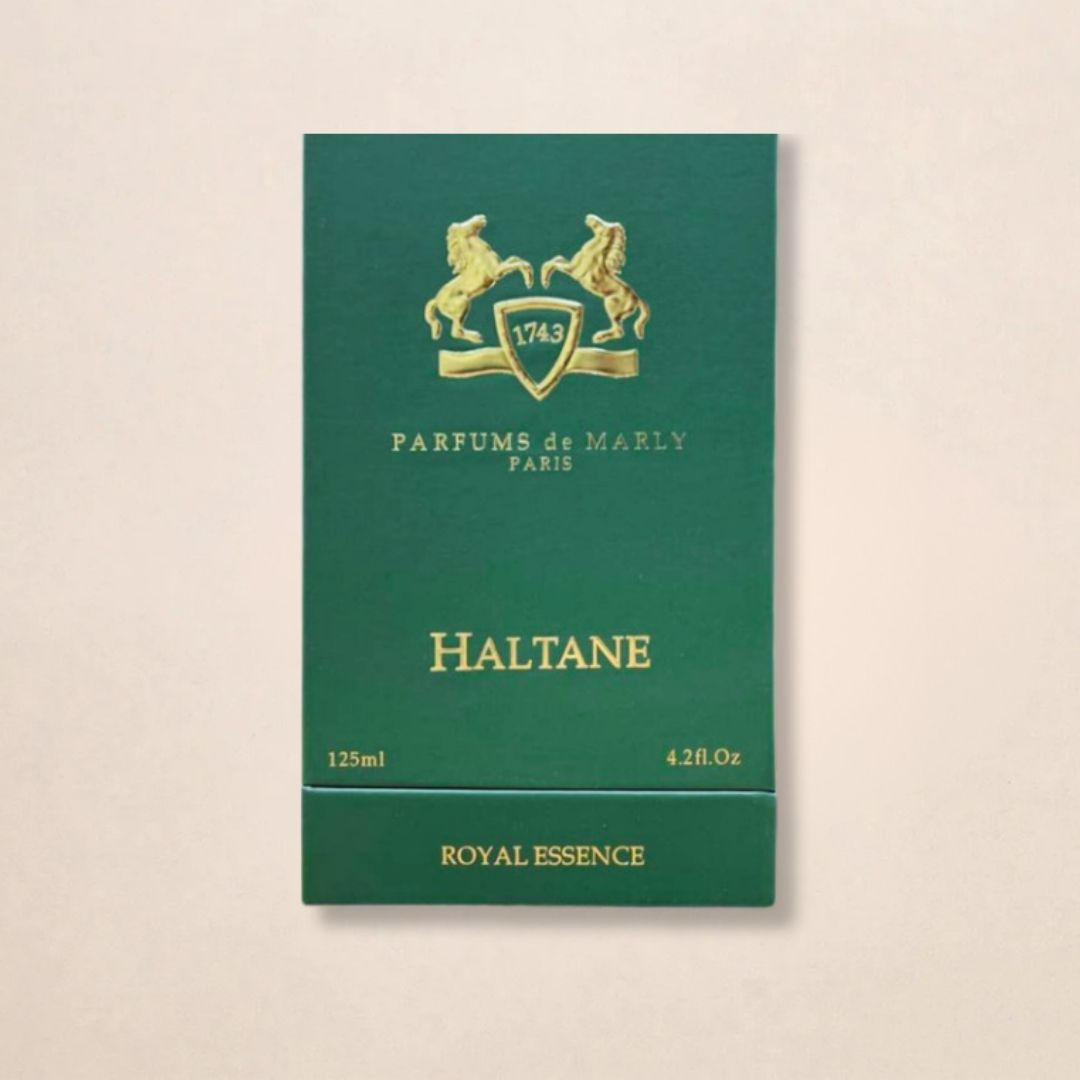 1743
PARFUMS de MARLY
PARIS
HALTANE
125ml 4.2fl.Oz
ROYAL ESSENCE